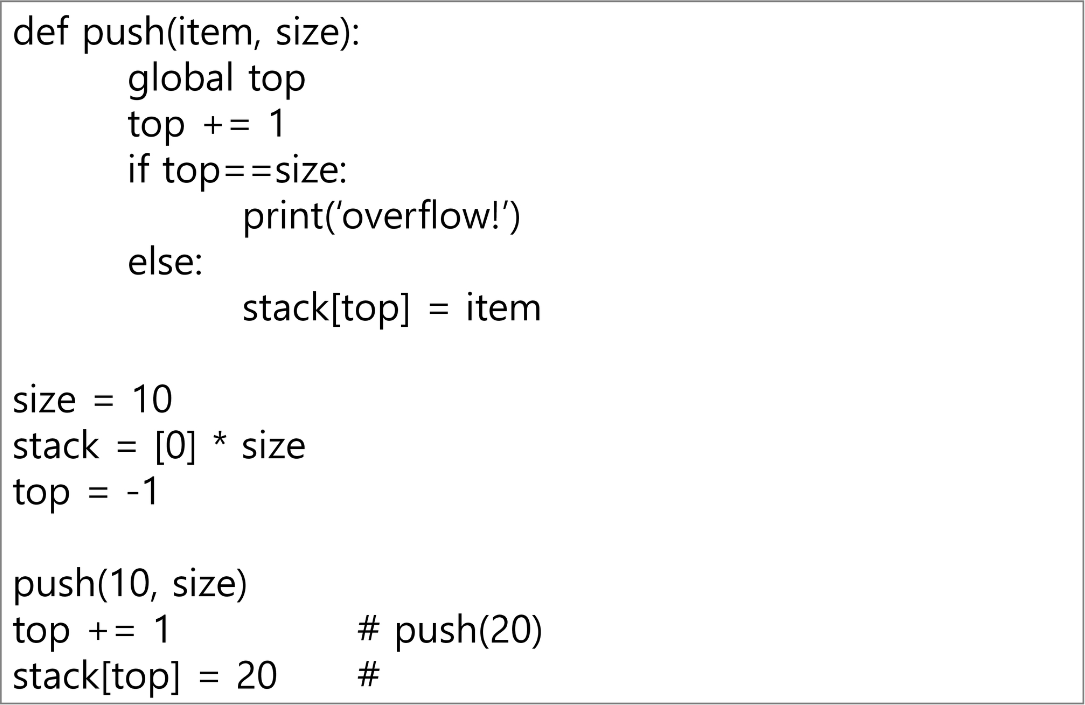 def push(item, size):
global top
top += 1
if top==size:
print(‘overflow!’)
else:
stack[top] = item
size = 10
stack = [0] * size
top = -1
push(10, size)
top += 1 # push(20)
stack[top] = 20 #